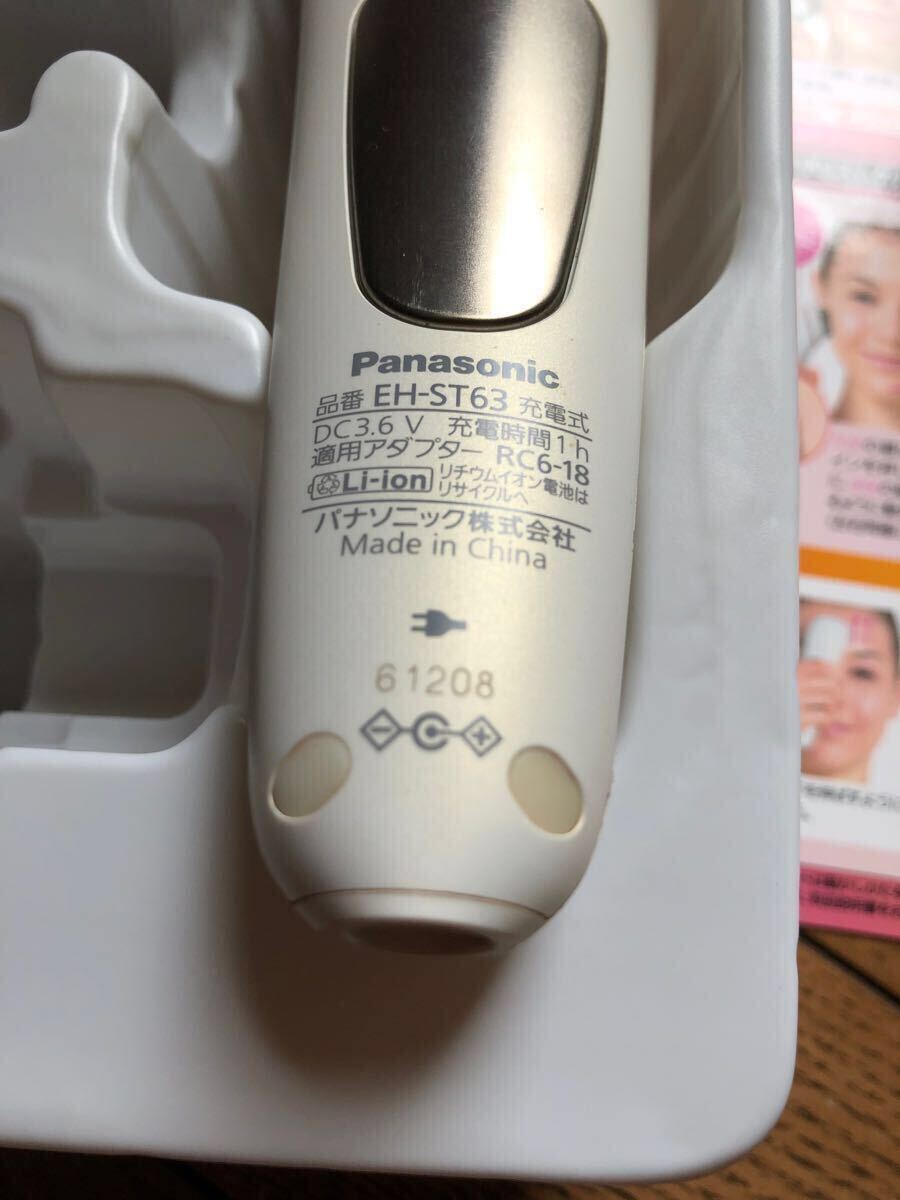 Panasonic
品番 EH-ST63 充電式
DC3.6 V 充電時間1h
適用アダプター RC6-18
Li-ion リチウムイオン電池は
リサイクルへ
パナソニック株式会社
Made in China
61208